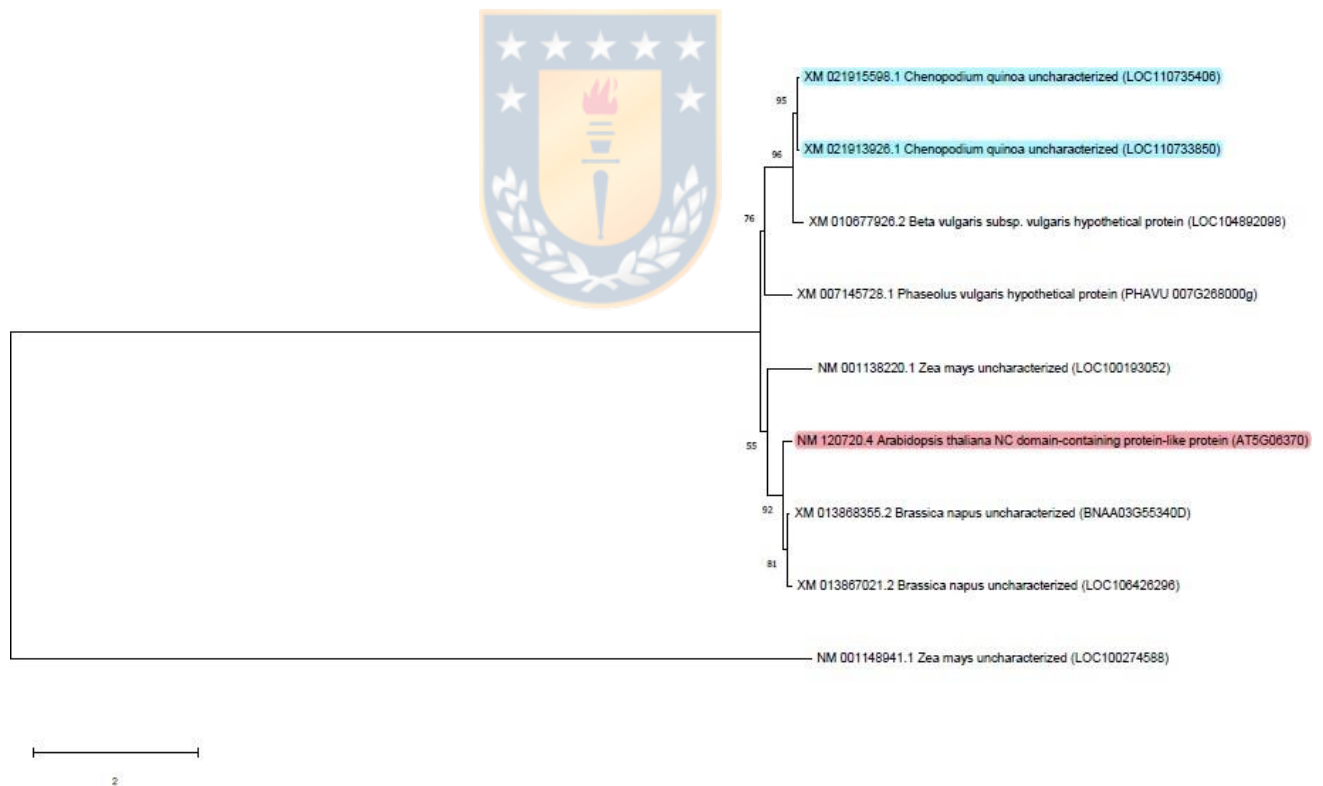 XM 021915598.1 Chenopodium quinoa uncharacterized (LOC110735406)
95
XM 021913926.1 Chenopodium quinoa uncharacterized (LOC110733850)
96
XM 010677926.2 Beta vulgaris subsp. vulgaris hypothetical protein (LOC104892098)
76
XM 007145728.1 Phaseolus vulgaris hypothetical protein (PHAVU 007G268000g)
NM 001138220.1 Zea mays uncharacterized (LOC100193052)
55
NM 120720.4 Arabidopsis thaliana NC domain-containing protein-like protein (AT5G06370)
92
XM 013868355.2 Brassica napus uncharacterized (BNAA03G55340D)
81
XM 013867021.2 Brassica napus uncharacterized (LOC106426296)
NM 001148941.1 Zea mays uncharacterized (LOC100274588)
2